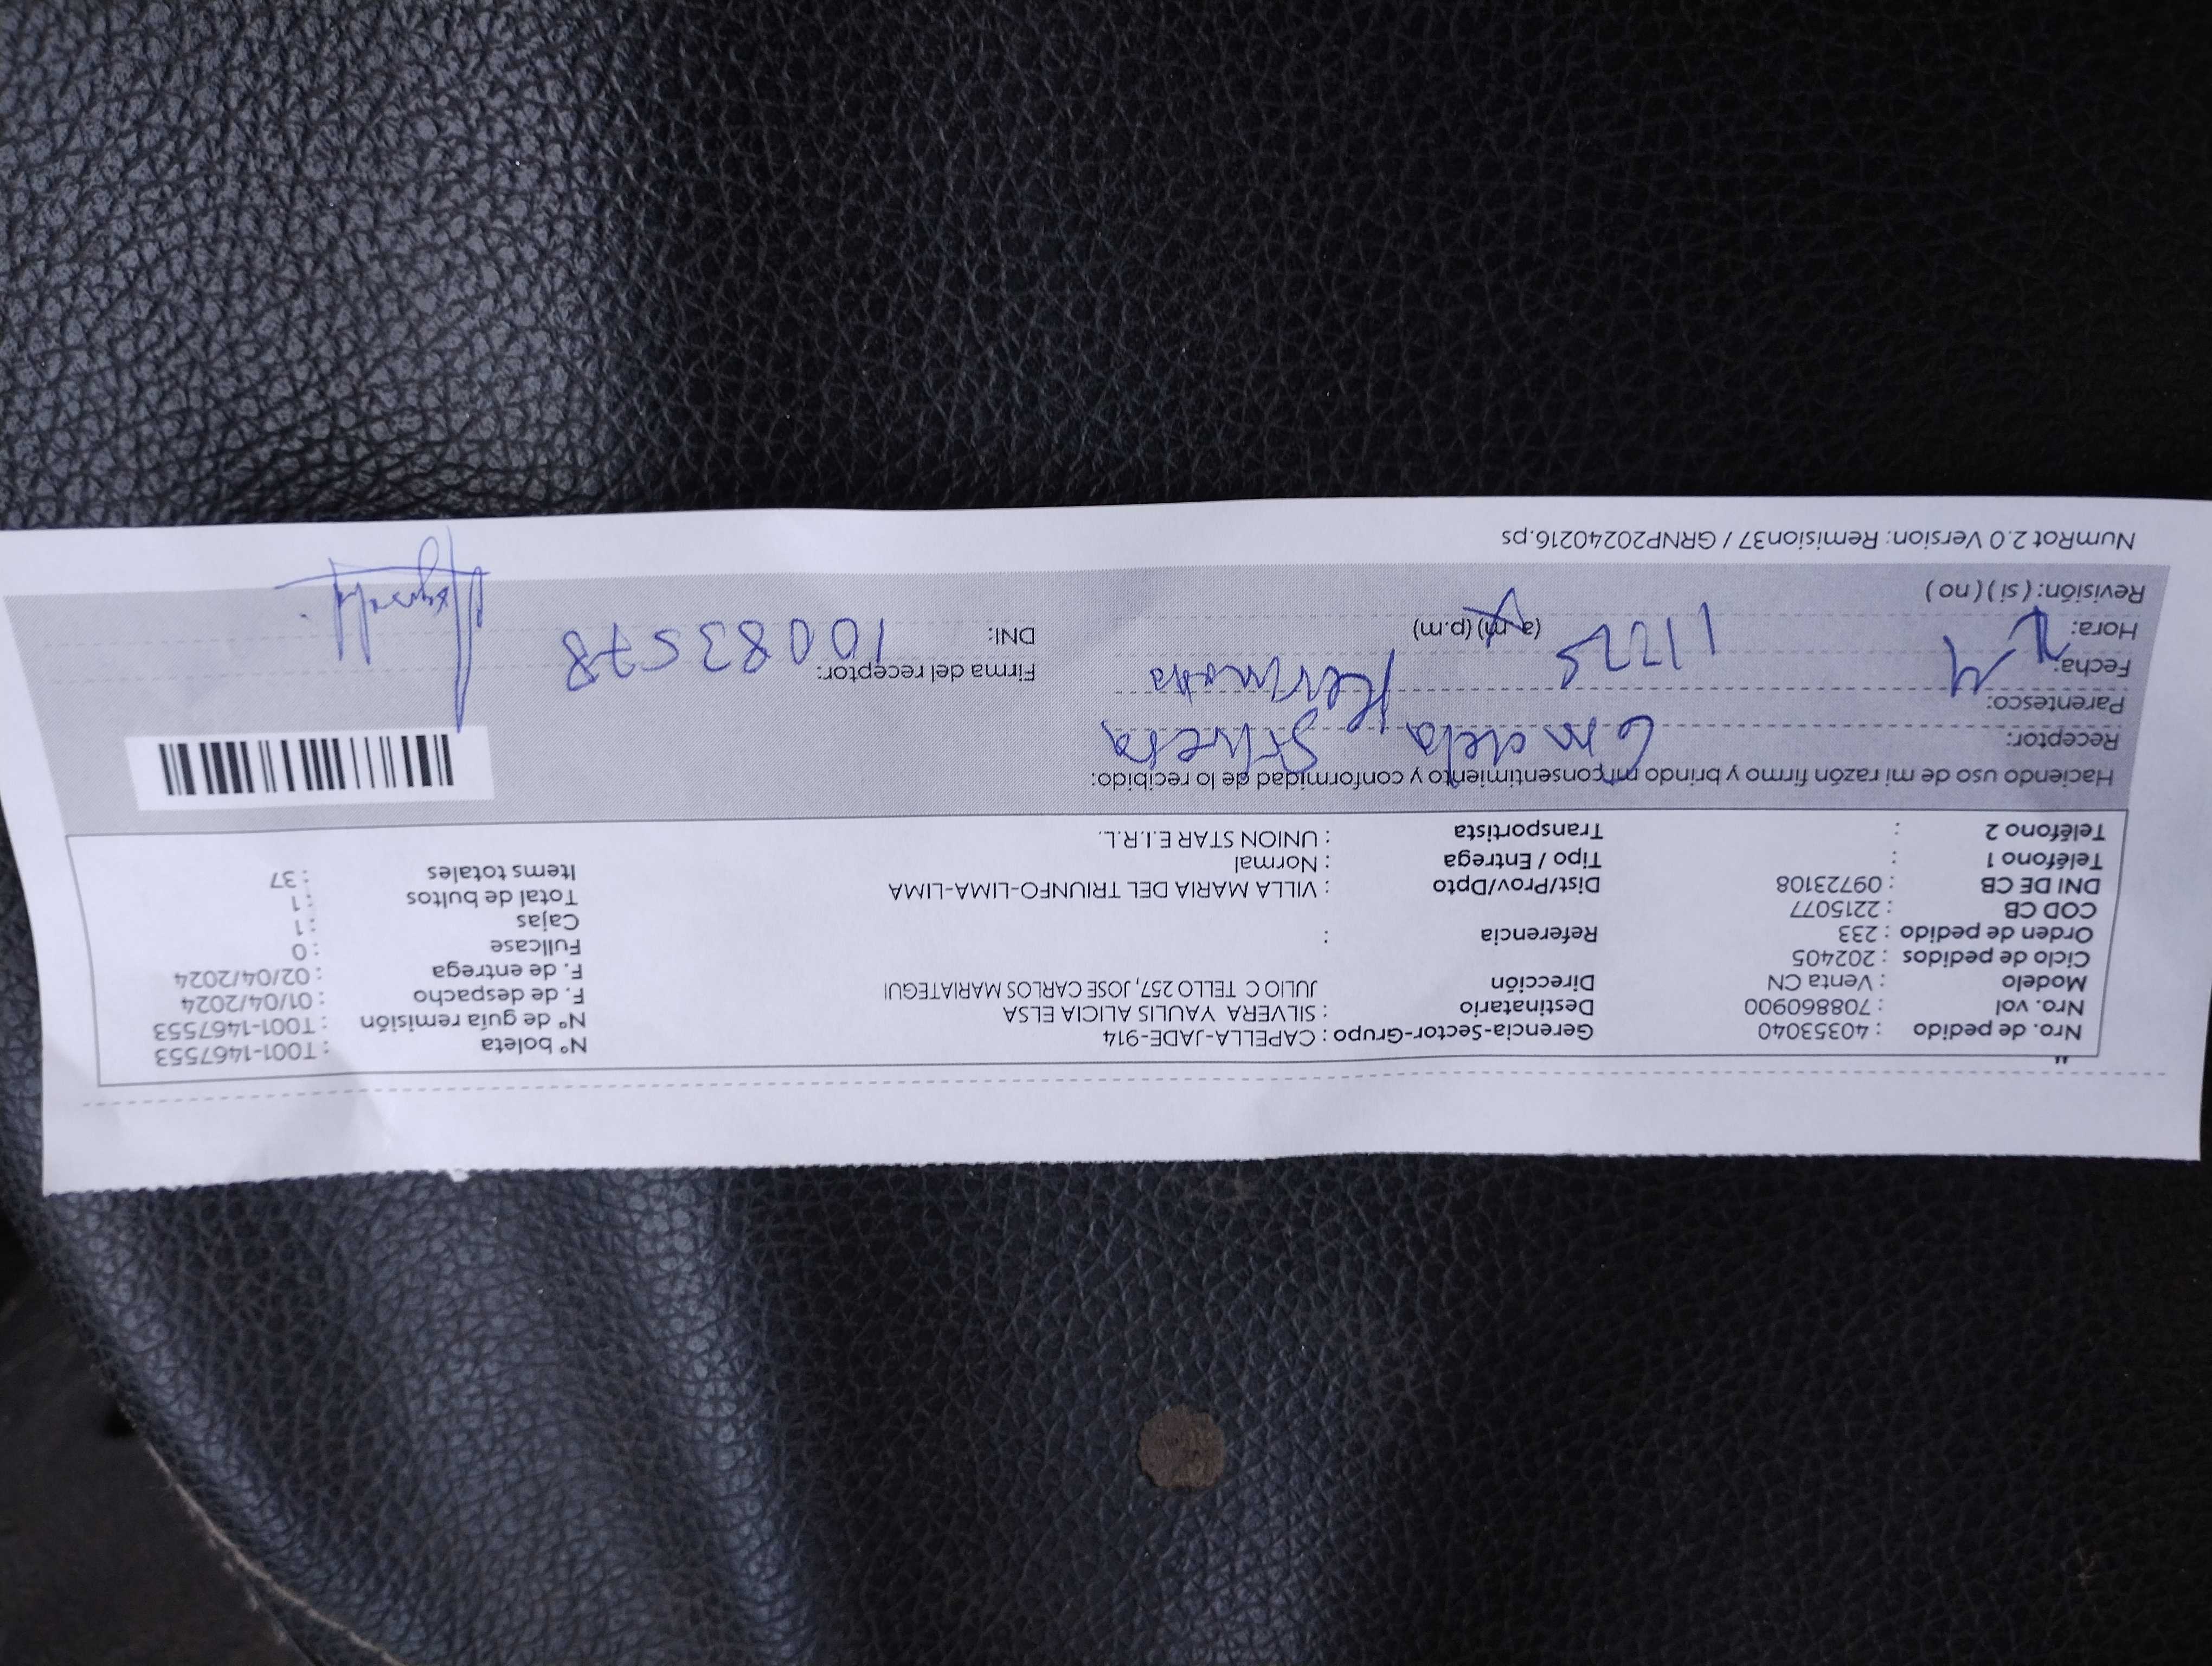 "
Nro. de pedido : 40353040 Gerencia-Sector-Grupo : CAPELLA-JADE-914 N° boleta : T001-1467553
Nro. vol : 708860900 Destinatario : SILVERA YAULIS ALICIA ELSA N° de guía remisión : T001-1467553
Modelo : Venta CN Dirección JULIO C TELLO 257, JOSE CARLOS MARIATEGUI F. de despacho : 01/04/2024
Ciclo de pedidos : 202405 F. de entrega : 02/04/2024
Orden de pedido : 233 Referencia : Fullcase : 0
COD CB : 2215077 Cajas : 1
DNI DE CB : 09723108 Dist/Prov/Dpto : VILLA MARIA DEL TRIUNFO-LIMA-LIMA Total de bultos : 1
Teléfono 1 : Tipo / Entrega : Normal Items totales : 37
Teléfono 2 : Transportista : UNION STAR E.I.R.L.
Haciendo uso de mi razón firmo y brindo mi consentimiento y conformidad de lo recibido:
Receptor: Silvera
Parentesco: Hermana
Fecha: Firma del receptor:
Hora: (a.m) (p.m) DNI: 10083578
Revisión: ( si ) ( no )
NumRot 2.0 Version: Remision37 / GRNP20240216.ps